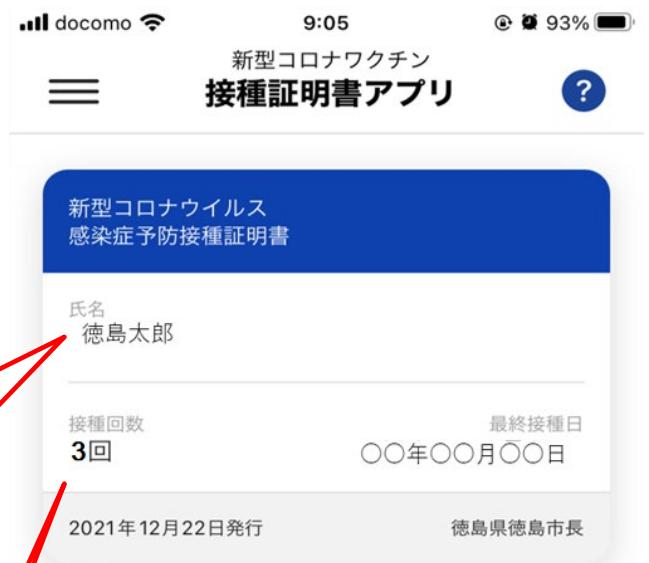 docomo 9:05 93%
新型コロナワクチン
接種証明書アプリ
?
新型コロナウイルス
感染症予防接種証明書
氏名
徳島太郎
接種回数 最終接種日
3回 〇〇年〇〇月〇〇日
2021年12月22日発行 徳島県徳島市長